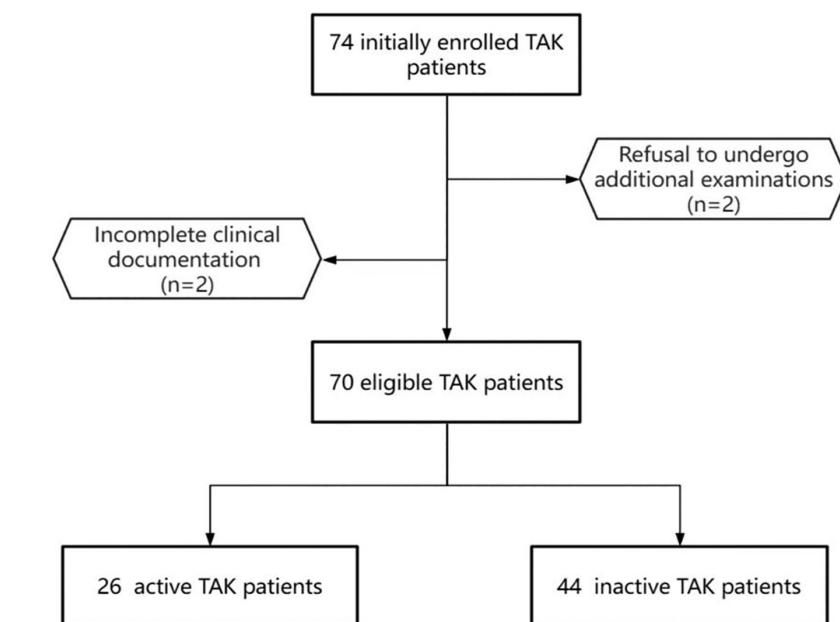 74 initially enrolled TAK
patients
Refusal to undergo
additional examinations
(n=2)
Incomplete clinical
documentation
(n=2)
70 eligible TAK patients
26 active TAK patients
44 inactive TAK patients